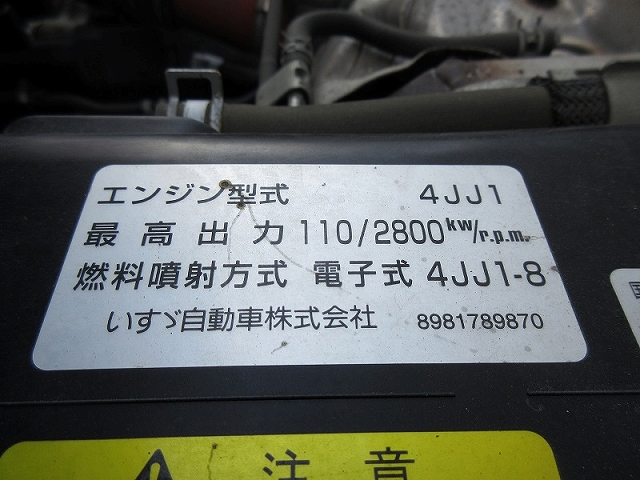 エンジン型式 4JJ1
最高出力 110/2800kW/r.p.m.
燃料噴射方式 電子式 4JJ1-8
いすゞ自動車株式会社 8981789870
注意